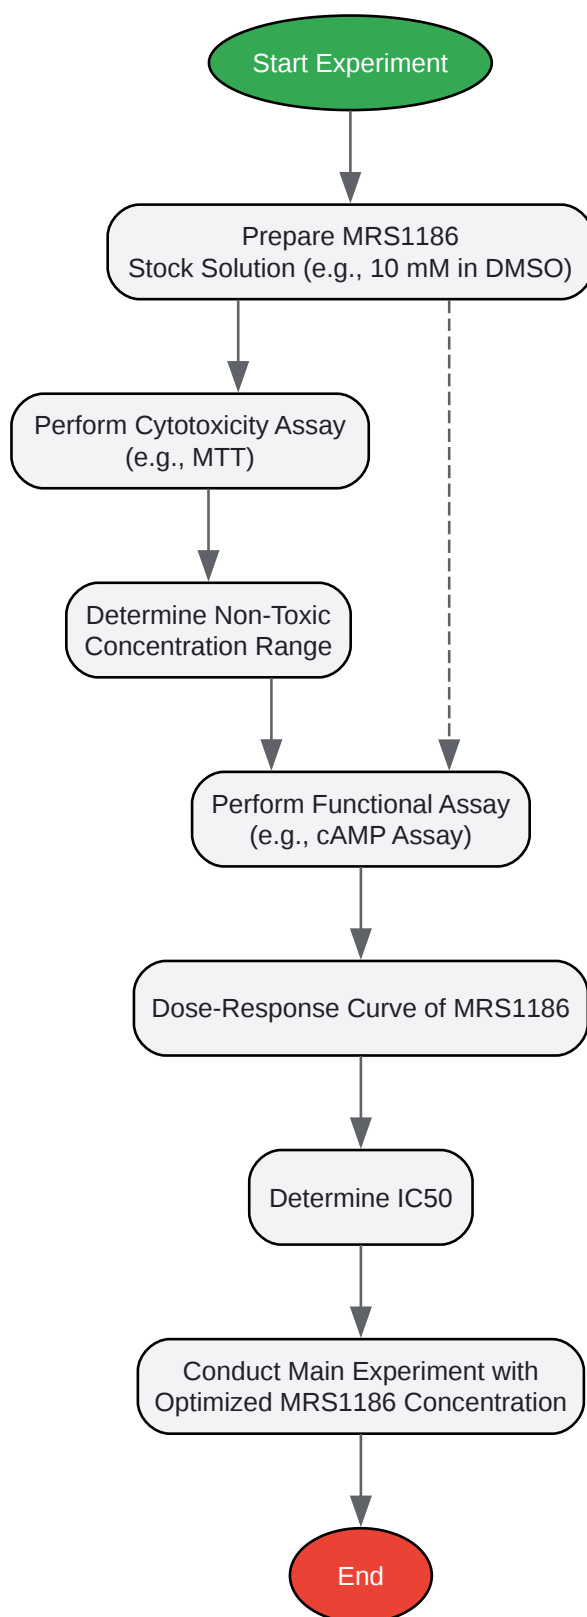 Start Experiment
Prepare MRS1186
Stock Solution (e.g., 10 mM in DMSO)
Perform Cytotoxicity Assay
(e.g., MTT)
Determine Non-Toxic
Concentration Range
Perform Functional Assay
(e.g., cAMP Assay)
Dose-Response Curve of MRS1186
Determine IC50
Conduct Main Experiment with
Optimized MRS1186 Concentration
End